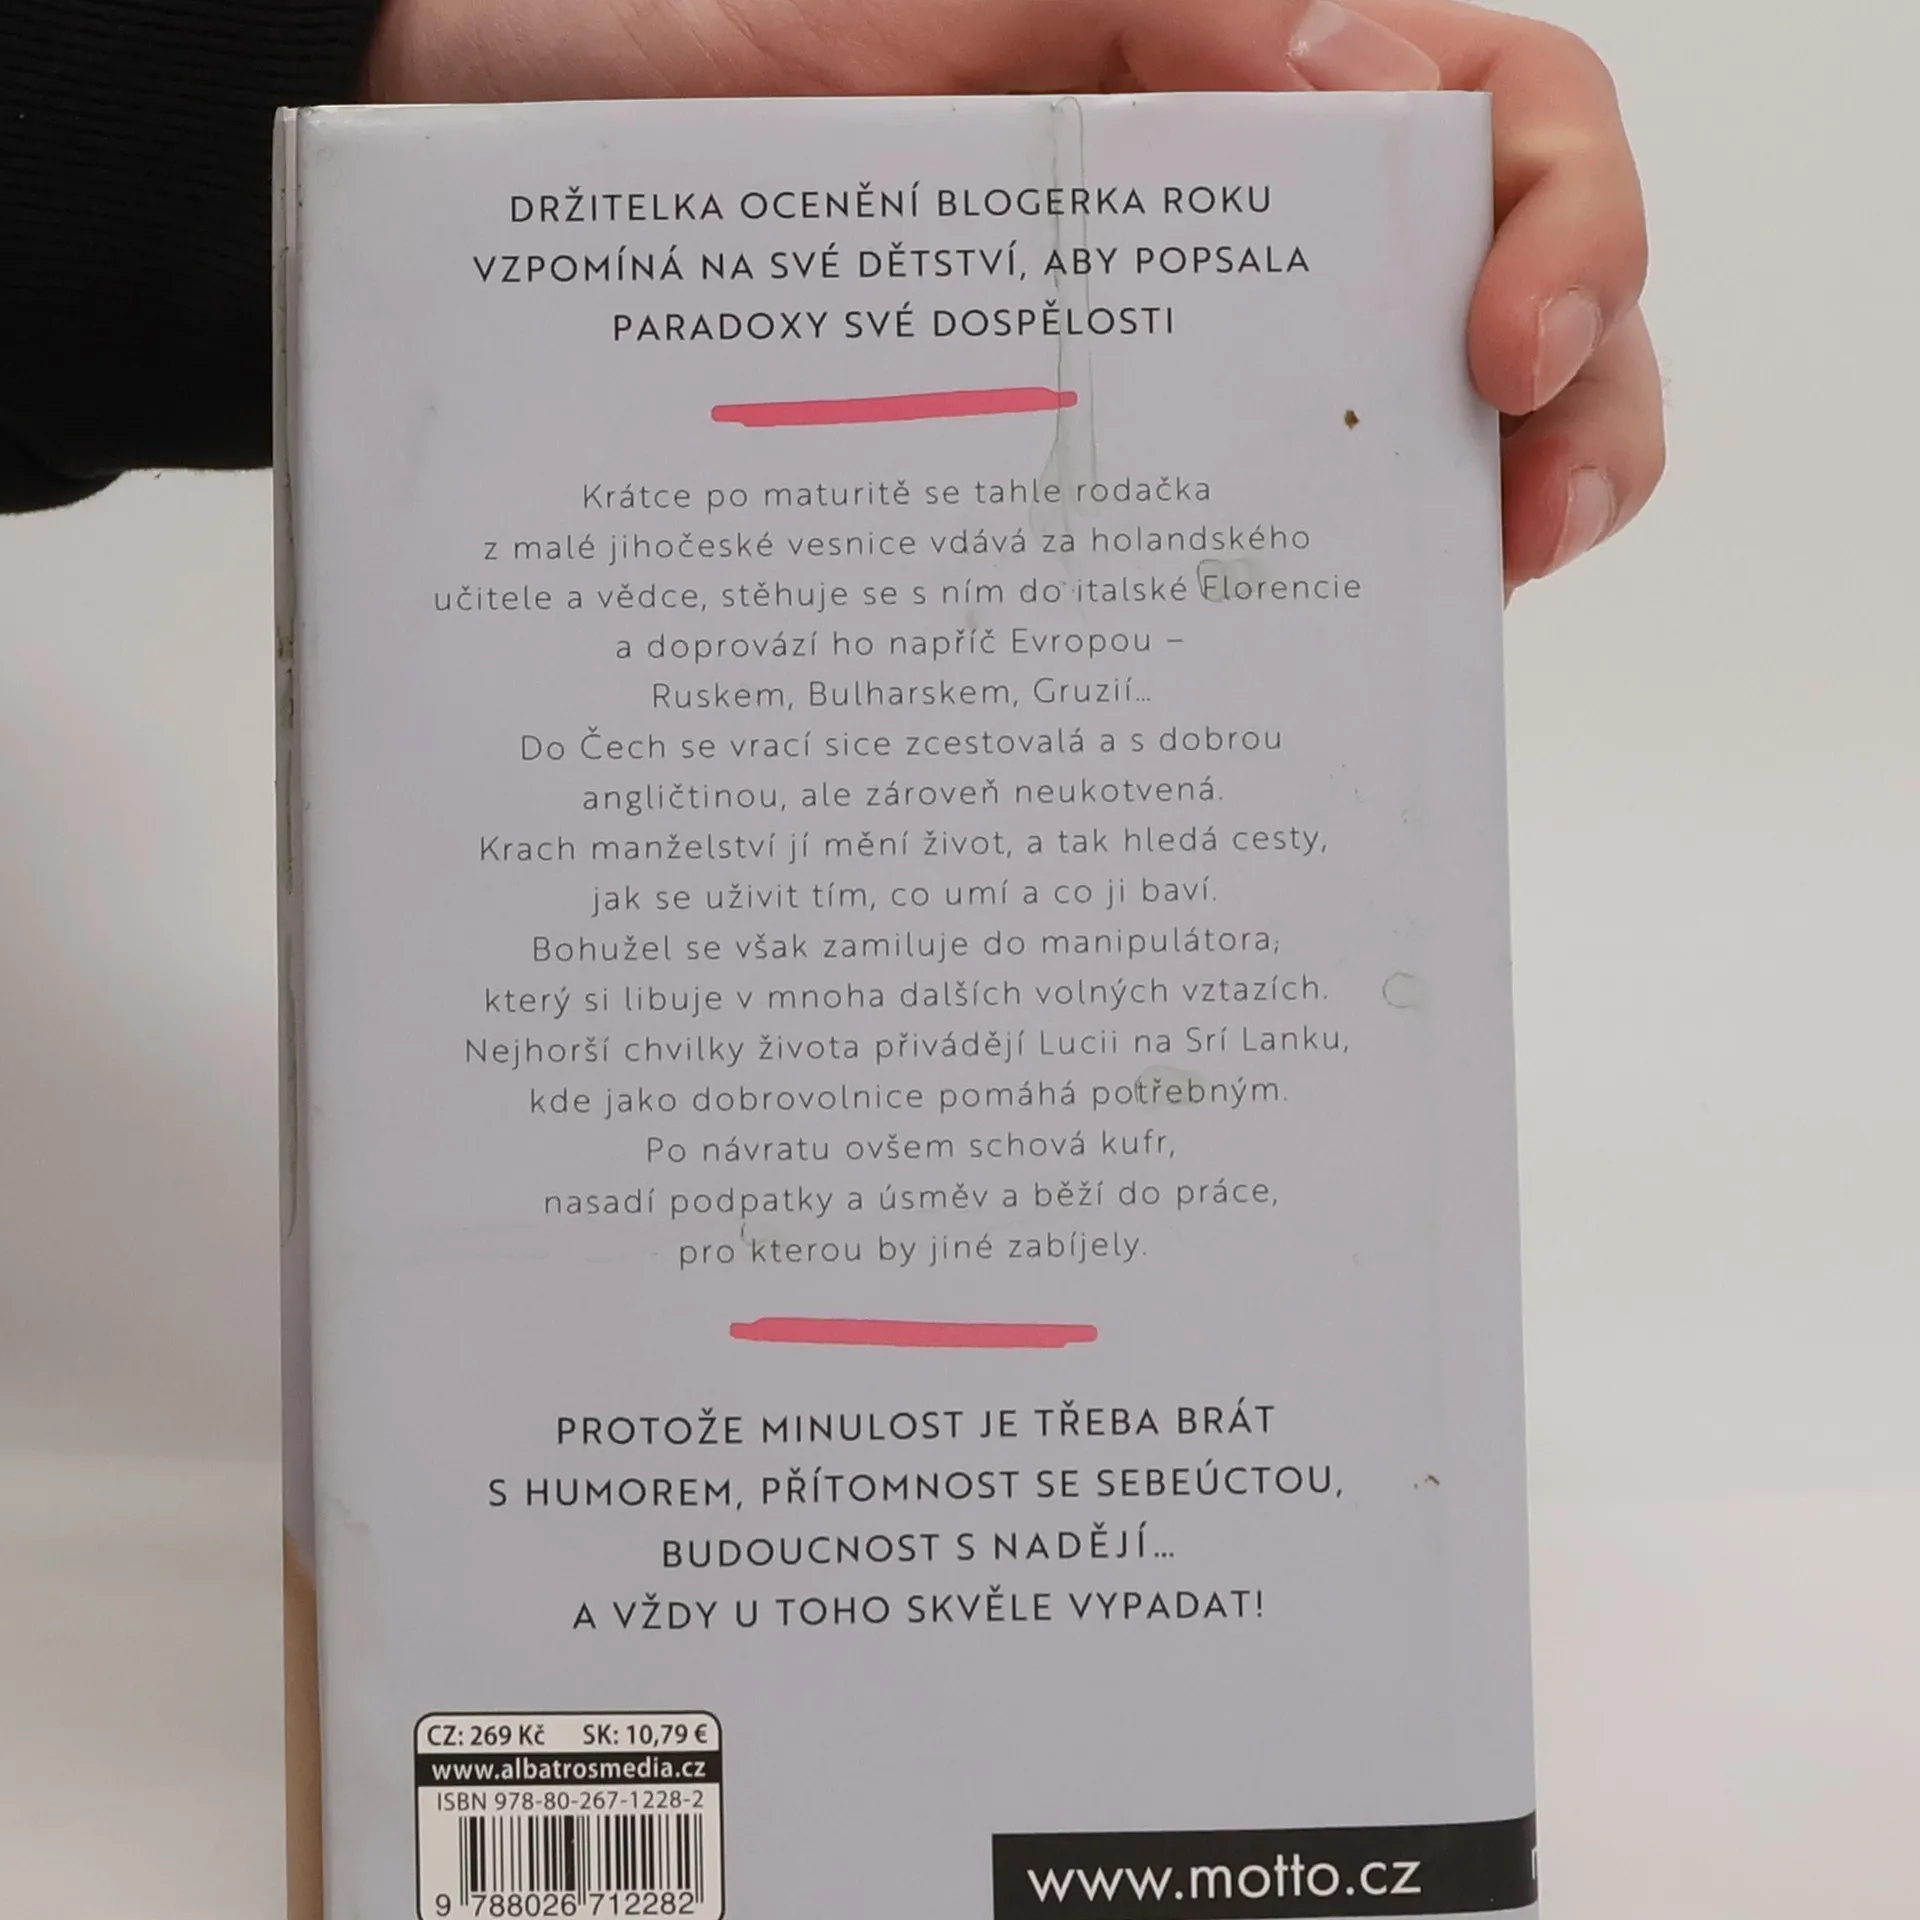 DRŽITELKA OCENĚNÍ BLOGERKA ROKU
VZPOMÍNÁ NA SVÉ DĚTSTVÍ, ABY POPSALA
PARADOXY SVÉ DOSPĚLOSTI
Krátce po maturitě se tahle rodačka
z malé jihočeské vesnice vdává za holandského
učitele a vědce, stěhuje se s ním do italské Florencie
a doprovází ho napříč Evropou –
Ruskem, Bulharskem, Gruzií...
Do Čech se vrací sice zcestovalá a s dobrou
angličtinou, ale zároveň neukotvená.
Krach manželství jí mění život, a tak hledá cesty,
jak se uživit tím, co umí a co ji baví.
Bohužel se však zamiluje do manipulátora,
který si libuje v mnoha dalších volných vztazích.
Nejhorší chvilky života přivádějí Lucii na Srí Lanku,
kde jako dobrovolnice pomáhá potřebným.
Po návratu ovšem schová kufr,
nasadí podpatky a úsměv a běží do práce,
pro kterou by jiné zabíjely.
PROTOŽE MINULOST JE TŘEBA BRÁT
S HUMOREM, PŘÍTOMNOST SE SEBEÚCTOU,
BUDOUCNOST S NADĚJÍ...
A VŽDY U TOHO SKVĚLE VYPADAT!
CZ: 269 Kč SK: 10,79 €
www.albatrosmedia.cz
ISBN 978-80-267-1228-2
9 788026 712282
www.motto.cz